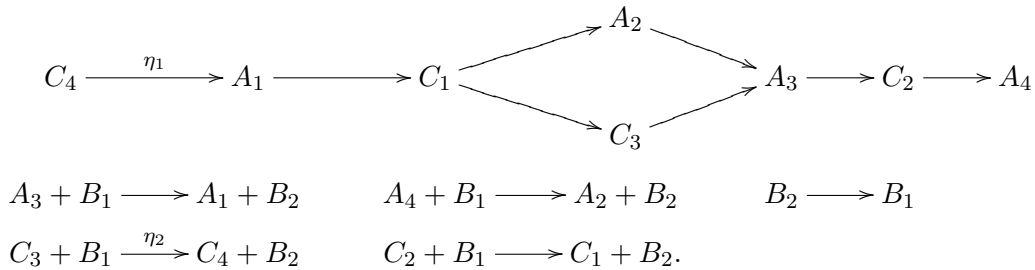 A₂
C₄ —η₁→ A₁ → C₁ A₃ → C₂ → A₄
C₃
A₃ + B₁ → A₁ + B₂ A₄ + B₁ → A₂ + B₂ B₂ → B₁
C₃ + B₁ —η₂→ C₄ + B₂ C₂ + B₁ → C₁ + B₂.